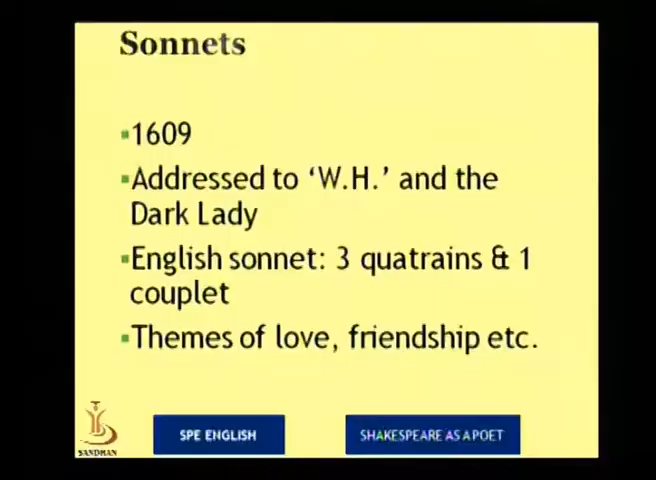 Sonnets
▪1609
▪Addressed to ‘W.H.’ and the
Dark Lady
▪English sonnet: 3 quatrains & 1
couplet
▪Themes of love, friendship etc.
SANDHAN
SPE ENGLISH
SHAKESPEARE AS A POET